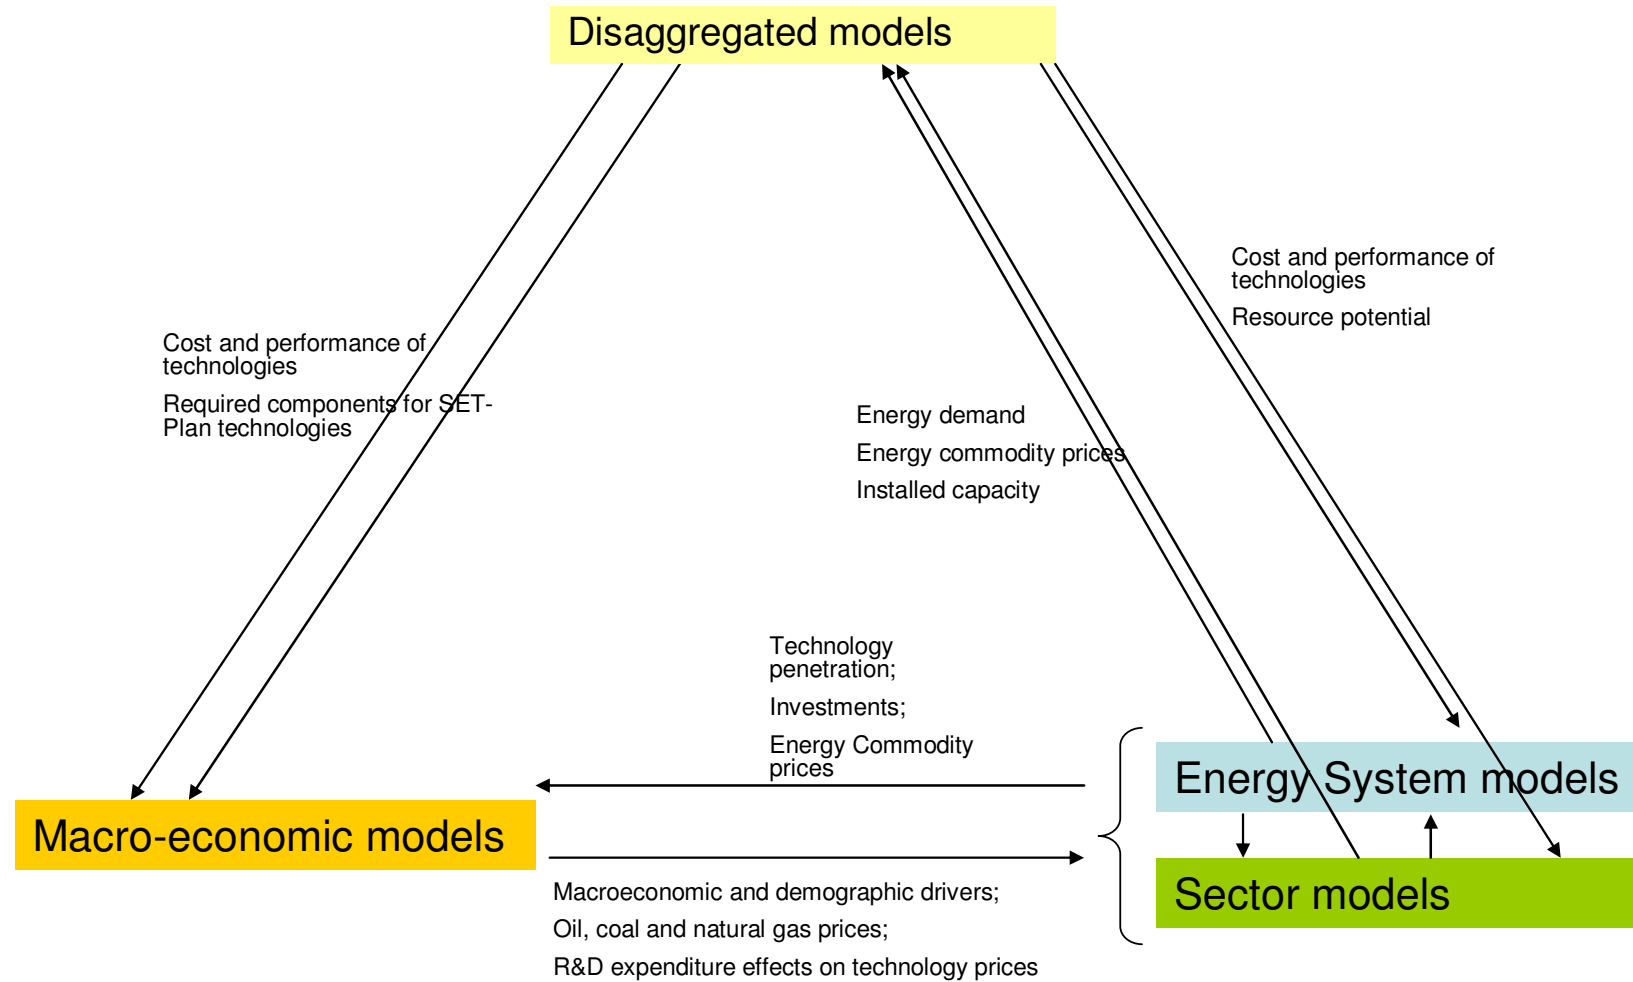 Disaggregated models
Cost and performance of
technologies
Resource potential
Cost and performance of
technologies
Required components for SET-
Plan technologies
Energy demand
Energy commodity prices
Installed capacity
Technology
penetration;
Investments;
Energy Commodity
prices
Energy System models
Macro-economic models
Sector models
Macroeconomic and demographic drivers;
Oil, coal and natural gas prices;
R&D expenditure effects on technology prices